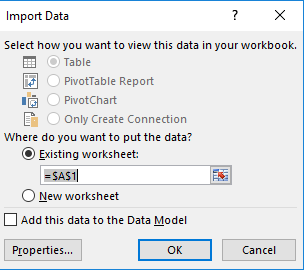 Import Data
Select how you want to view this data in your workbook.
Table
PivotTable Report
PivotChart
Only Create Connection
Where do you want to put the data?
Existing worksheet:
=$A$1
New worksheet
Add this data to the Data Model
Properties...
OK
Cancel